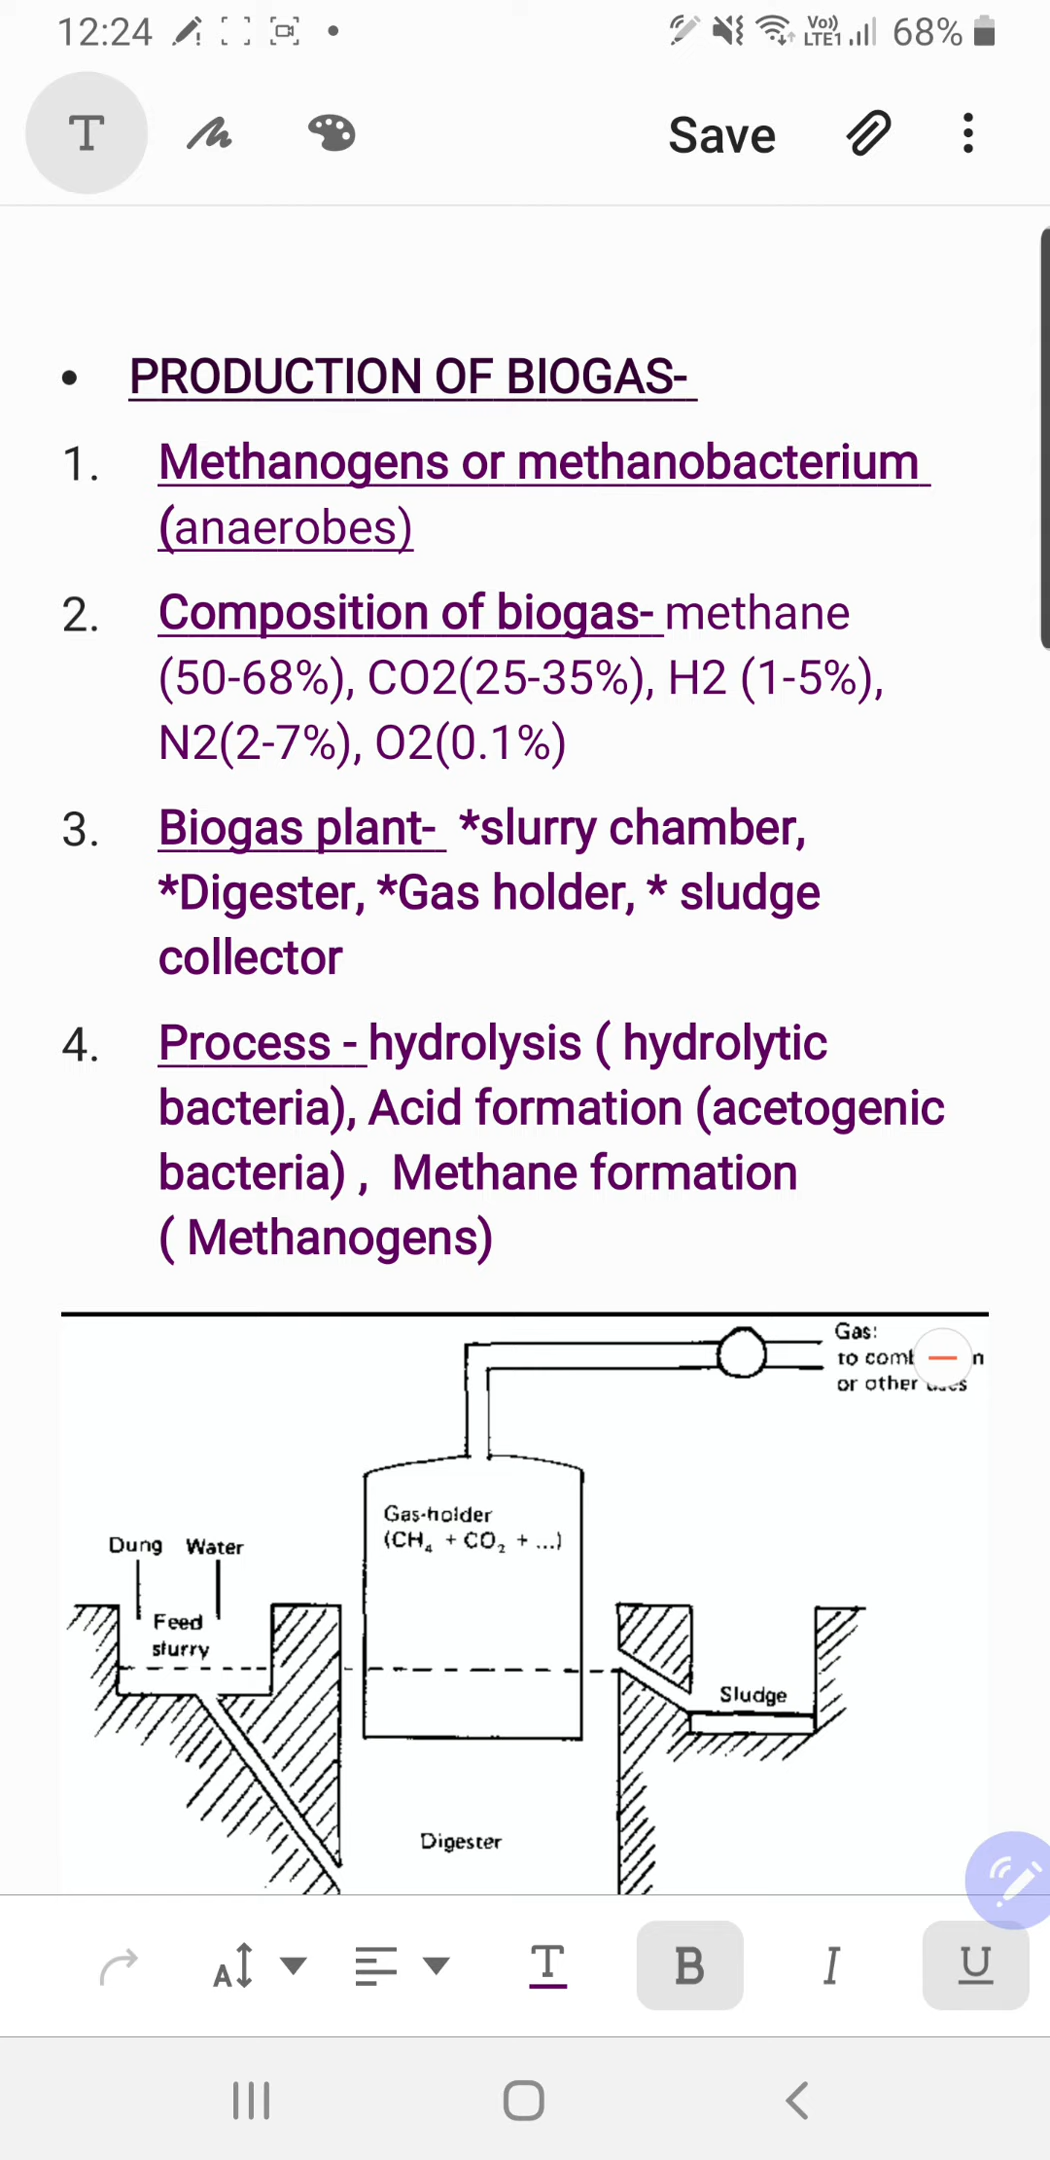 12:24
Vo))
LTE1
68%
T
Save
• PRODUCTION OF BIOGAS-
1. Methanogens or methanobacterium
(anaerobes)
2. Composition of biogas- methane
(50-68%), CO2(25-35%), H2 (1-5%),
N2(2-7%), O2(0.1%)
3. Biogas plant- *slurry chamber,
*Digester, *Gas holder, * sludge
collector
4. Process - hydrolysis ( hydrolytic
bacteria), Acid formation (acetogenic
bacteria) , Methane formation
( Methanogens)
Gas:
to
or other
Gas-holder
(CH₄ + CO₂ + ...)
Dung Water
Feed
slurry
Sludge
Digester
A T B I U